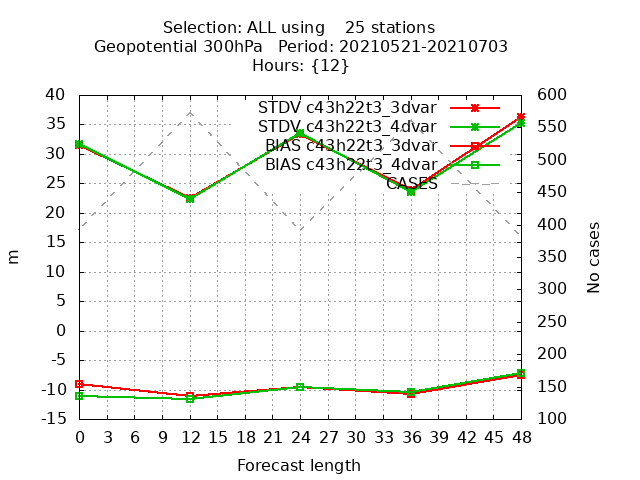 Selection: ALL using    25 stations
Geopotential 300hPa   Period: 20210521-20210703
Hours: {12}
40 600
STDV c43h22t3_3dvar
35 550
STDV c43h22t3_4dvar
30 500
BIAS c43h22t3_3dvar
BIAS c43h22t3_4dvar
25 450
CASES
20 400
15 350
10 300
5 250
0
-5 200
-10 150
-15 100
m
No cases
0 3 6 9 12 15 18 21 24 27 30 33 36 39 42 45 48
Forecast length